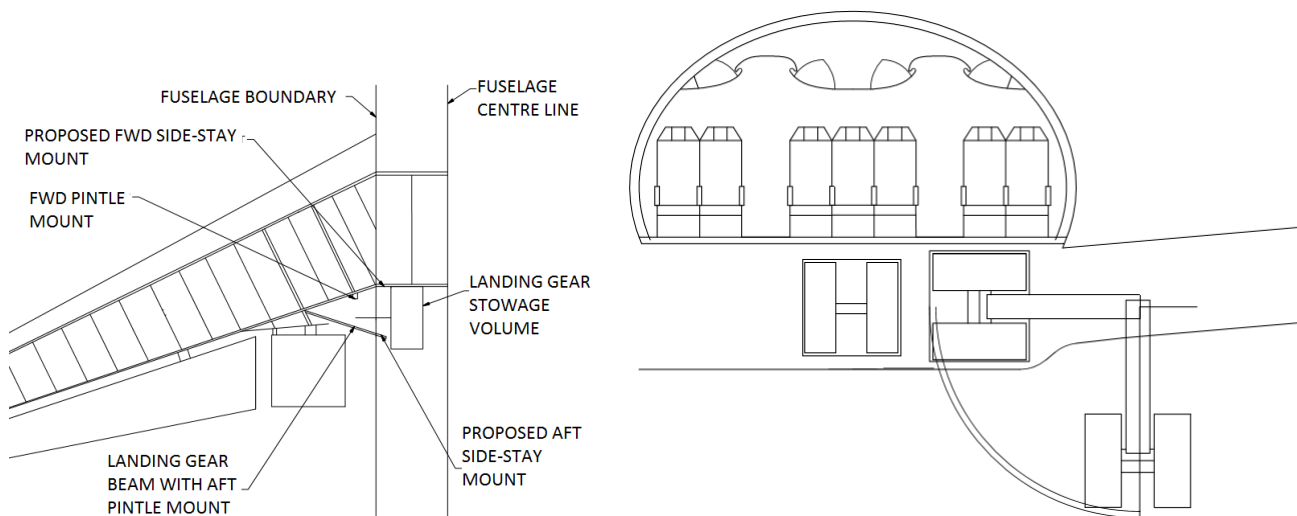 FUSELAGE BOUNDARY
FUSELAGE
CENTRE LINE
PROPOSED FWD SIDE-STAY
MOUNT
FWD PINTLE
MOUNT
LANDING GEAR
STOWAGE
VOLUME
PROPOSED AFT
SIDE-STAY
MOUNT
LANDING GEAR
BEAM WITH AFT
PINTLE MOUNT